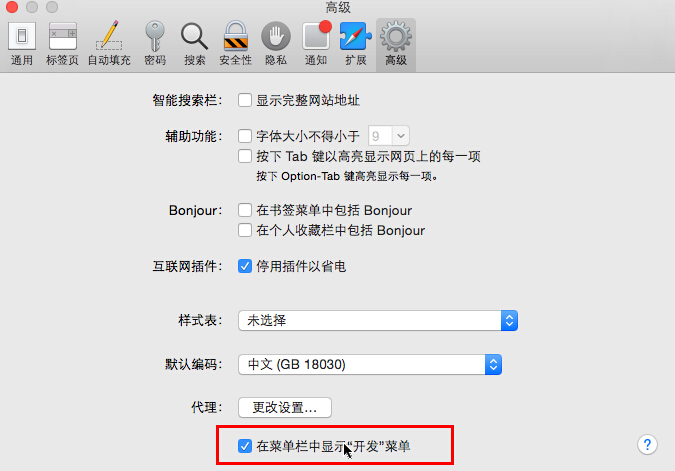 高级
通用 标签页 自动填充 密码 搜索 安全性 隐私 通知 扩展 高级
智能搜索栏： 显示完整网站地址
辅助功能： 字体大小不得小于 9
按下 Tab 键以高亮显示网页上的每一项
按下 Option-Tab 键高亮显示每一项。
Bonjour： 在书签菜单中包括 Bonjour
在个人收藏栏中包括 Bonjour
互联网插件： 停用插件以省电
样式表： 未选择
默认编码： 中文 (GB 18030)
代理： 更改设置...
在菜单栏中显示“开发”菜单 ?